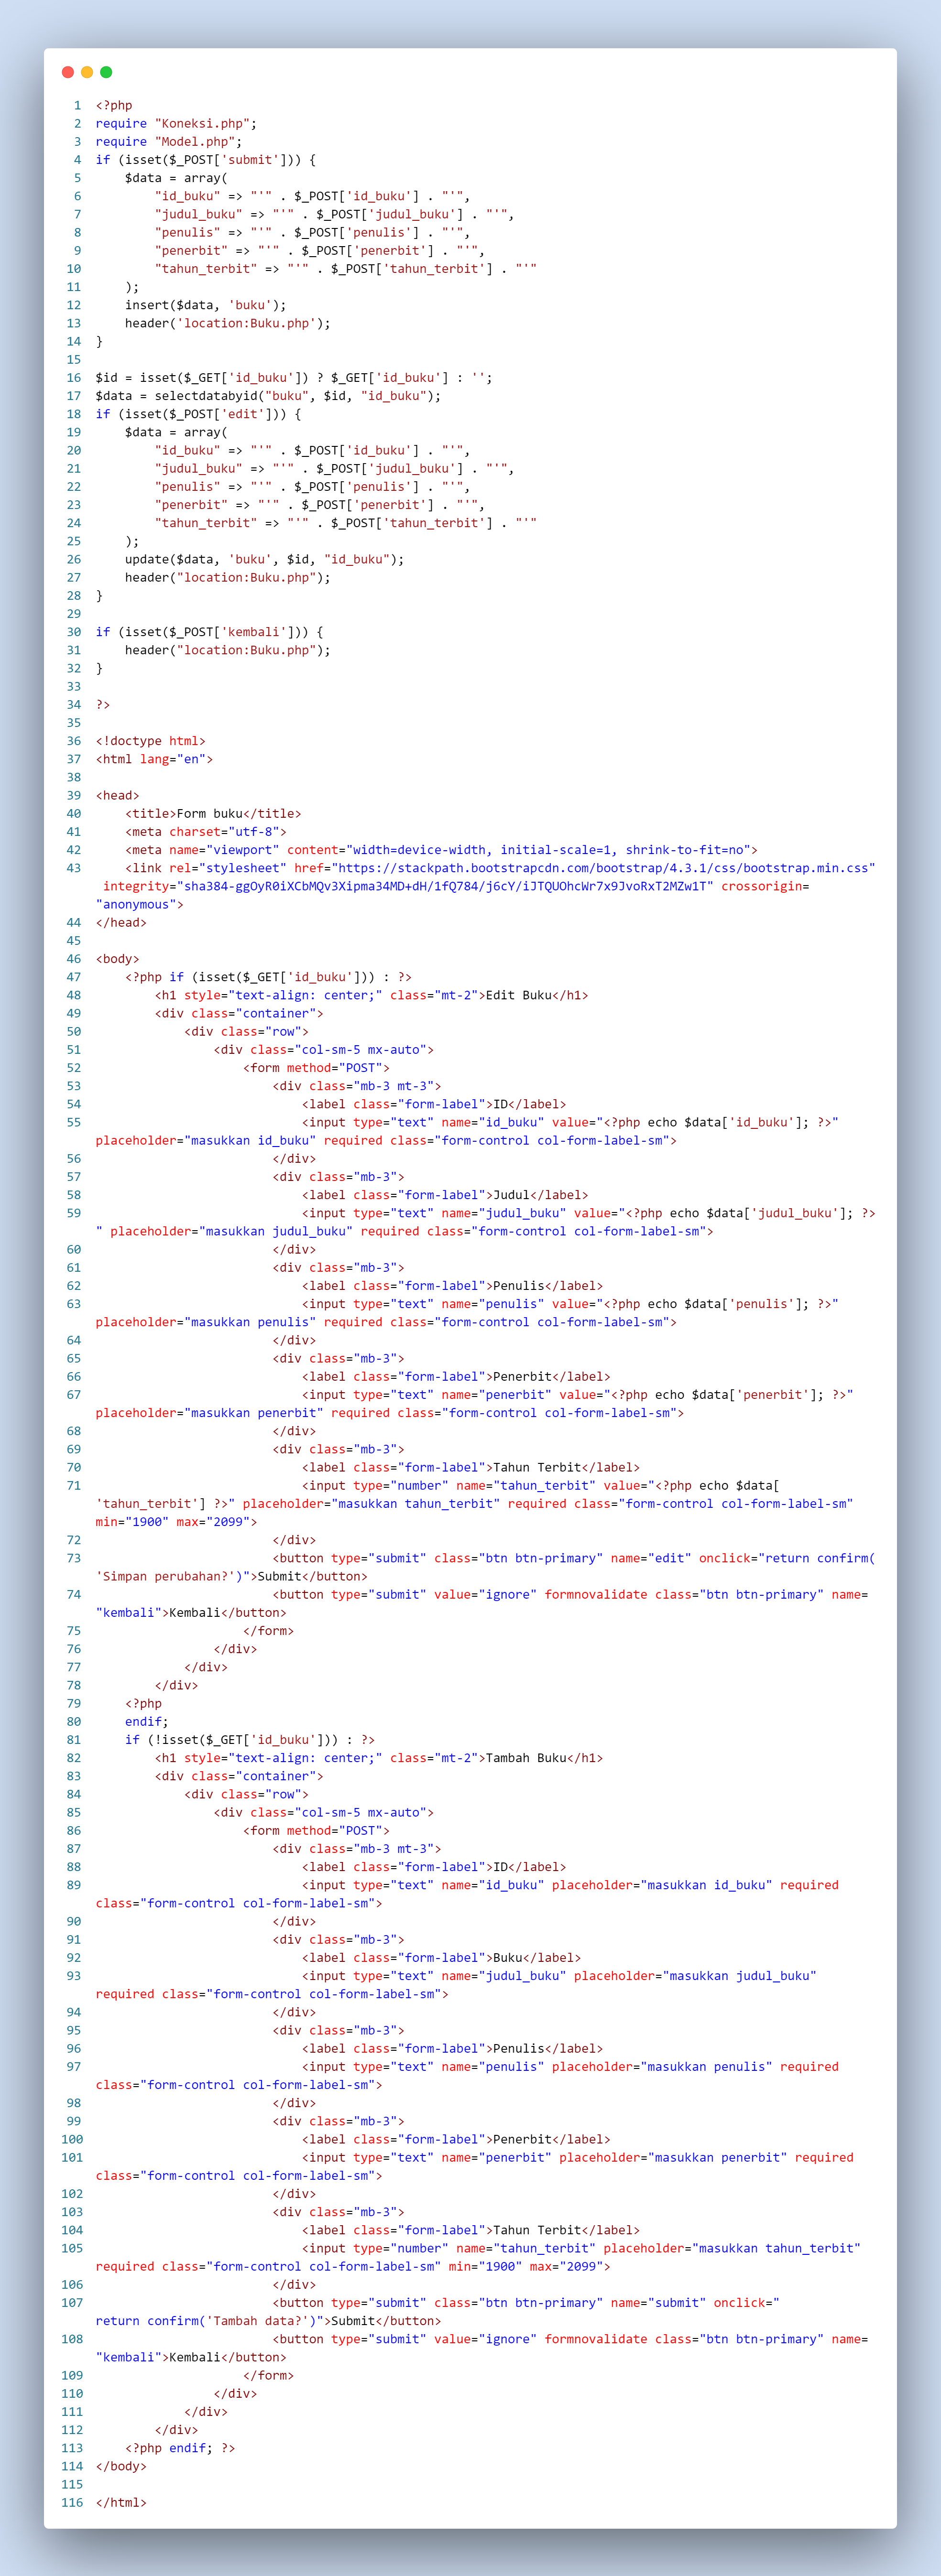 1 <?php
2 require "Koneksi.php";
3 require "Model.php";
4 if (isset($_POST['submit'])) {
5     $data = array(
6         "id_buku" => "'" . $_POST['id_buku'] . "'",
7         "judul_buku" => "'" . $_POST['judul_buku'] . "'",
8         "penulis" => "'" . $_POST['penulis'] . "'",
9         "penerbit" => "'" . $_POST['penerbit'] . "'",
10         "tahun_terbit" => "'" . $_POST['tahun_terbit'] . "'"
11     );
12     insert($data, 'buku');
13     header('location:Buku.php');
14 }
15
16 $id = isset($_GET['id_buku']) ? $_GET['id_buku'] : '';
17 $data = selectdatabyid("buku", $id, "id_buku");
18 if (isset($_POST['edit'])) {
19     $data = array(
20         "id_buku" => "'" . $_POST['id_buku'] . "'",
21         "judul_buku" => "'" . $_POST['judul_buku'] . "'",
22         "penulis" => "'" . $_POST['penulis'] . "'",
23         "penerbit" => "'" . $_POST['penerbit'] . "'",
24         "tahun_terbit" => "'" . $_POST['tahun_terbit'] . "'"
25     );
26     update($data, 'buku', $id, "id_buku");
27     header("location:Buku.php");
28 }
29
30 if (isset($_POST['kembali'])) {
31     header("location:Buku.php");
32 }
33
34 ?>
35
36 <!doctype html>
37 <html lang="en">
38
39 <head>
40     <title>Form buku</title>
41     <meta charset="utf-8">
42     <meta name="viewport" content="width=device-width, initial-scale=1, shrink-to-fit=no">
43     <link rel="stylesheet" href="https://stackpath.bootstrapcdn.com/bootstrap/4.3.1/css/bootstrap.min.css"
 integrity="sha384-ggOyR0iXCbMQv3Xipma34MD+dH/1fQ784/j6cY/iJTQUOhcWr7x9JvoRxT2MZw1T" crossorigin=
"anonymous">
44 </head>
45
46 <body>
47     <?php if (isset($_GET['id_buku'])) : ?>
48         <h1 style="text-align: center;" class="mt-2">Edit Buku</h1>
49         <div class="container">
50             <div class="row">
51                 <div class="col-sm-5 mx-auto">
52                     <form method="POST">
53                         <div class="mb-3 mt-3">
54                             <label class="form-label">ID</label>
55                             <input type="text" name="id_buku" value="<?php echo $data['id_buku']; ?>"
placeholder="masukkan id_buku" required class="form-control col-form-label-sm">
56                         </div>
57                         <div class="mb-3">
58                             <label class="form-label">Judul</label>
59                             <input type="text" name="judul_buku" value="<?php echo $data['judul_buku']; ?>
" placeholder="masukkan judul_buku" required class="form-control col-form-label-sm">
60                         </div>
61                         <div class="mb-3">
62                             <label class="form-label">Penulis</label>
63                             <input type="text" name="penulis" value="<?php echo $data['penulis']; ?>"
placeholder="masukkan penulis" required class="form-control col-form-label-sm">
64                         </div>
65                         <div class="mb-3">
66                             <label class="form-label">Penerbit</label>
67                             <input type="text" name="penerbit" value="<?php echo $data['penerbit']; ?>"
placeholder="masukkan penerbit" required class="form-control col-form-label-sm">
68                         </div>
69                         <div class="mb-3">
70                             <label class="form-label">Tahun Terbit</label>
71                             <input type="number" name="tahun_terbit" value="<?php echo $data[
'tahun_terbit'] ?>" placeholder="masukkan tahun_terbit" required class="form-control col-form-label-sm"
min="1900" max="2099">
72                         </div>
73                         <button type="submit" class="btn btn-primary" name="edit" onclick="return confirm(
'Simpan perubahan?')">Submit</button>
74                         <button type="submit" value="ignore" formnovalidate class="btn btn-primary" name=
"kembali">Kembali</button>
75                     </form>
76                 </div>
77             </div>
78         </div>
79     <?php
80     endif;
81     if (!isset($_GET['id_buku'])) : ?>
82         <h1 style="text-align: center;" class="mt-2">Tambah Buku</h1>
83         <div class="container">
84             <div class="row">
85                 <div class="col-sm-5 mx-auto">
86                     <form method="POST">
87                         <div class="mb-3 mt-3">
88                             <label class="form-label">ID</label>
89                             <input type="text" name="id_buku" placeholder="masukkan id_buku" required
class="form-control col-form-label-sm">
90                         </div>
91                         <div class="mb-3">
92                             <label class="form-label">Buku</label>
93                             <input type="text" name="judul_buku" placeholder="masukkan judul_buku"
required class="form-control col-form-label-sm">
94                         </div>
95                         <div class="mb-3">
96                             <label class="form-label">Penulis</label>
97                             <input type="text" name="penulis" placeholder="masukkan penulis" required
class="form-control col-form-label-sm">
98                         </div>
99                         <div class="mb-3">
100                             <label class="form-label">Penerbit</label>
101                             <input type="text" name="penerbit" placeholder="masukkan penerbit" required
class="form-control col-form-label-sm">
102                         </div>
103                         <div class="mb-3">
104                             <label class="form-label">Tahun Terbit</label>
105                             <input type="number" name="tahun_terbit" placeholder="masukkan tahun_terbit"
required class="form-control col-form-label-sm" min="1900" max="2099">
106                         </div>
107                         <button type="submit" class="btn btn-primary" name="submit" onclick="
return confirm('Tambah data?')">Submit</button>
108                         <button type="submit" value="ignore" formnovalidate class="btn btn-primary" name=
"kembali">Kembali</button>
109                     </form>
110                 </div>
111             </div>
112         </div>
113     <?php endif; ?>
114 </body>
115
116 </html>